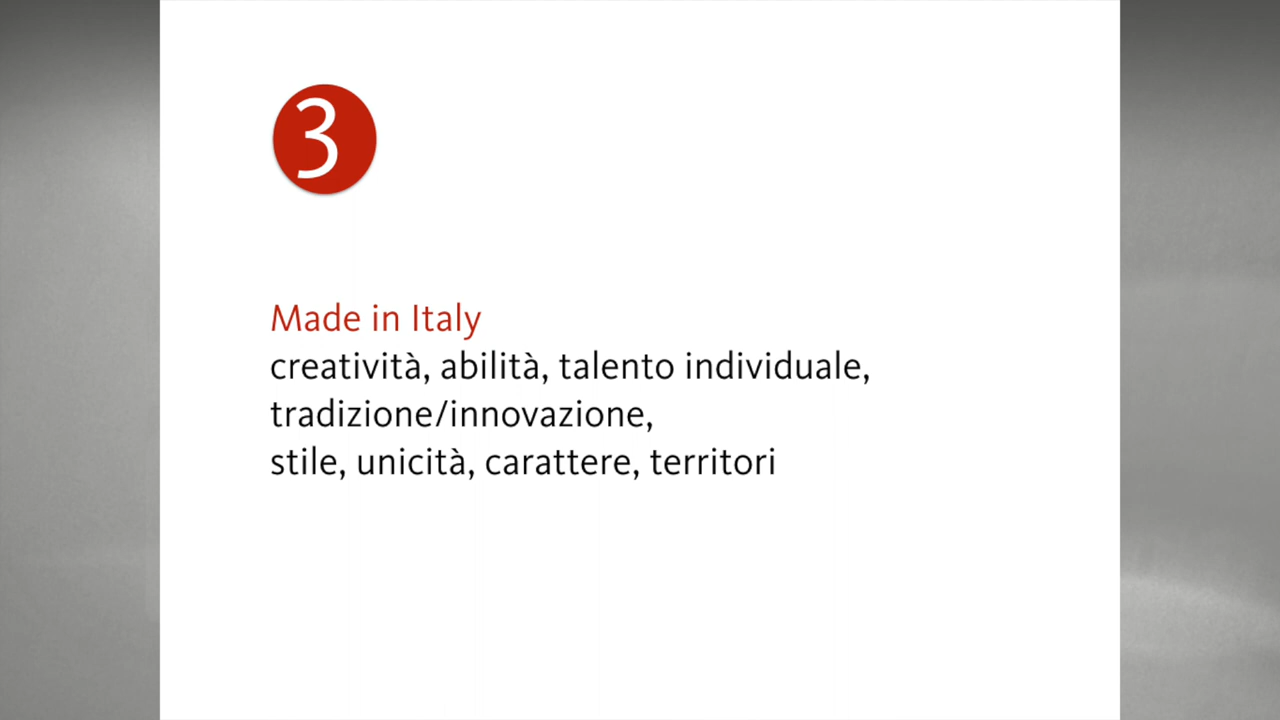 3
Made in Italy
creatività, abilità, talento individuale,
tradizione/innovazione,
stile, unicità, carattere, territori